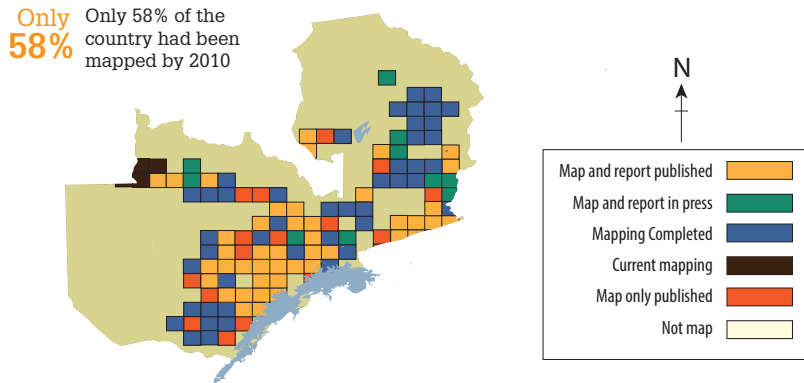 Only
58%
Only 58% of the
country had been
mapped by 2010
N
Map and report published
Map and report in press
Mapping Completed
Current mapping
Map only published
Not map